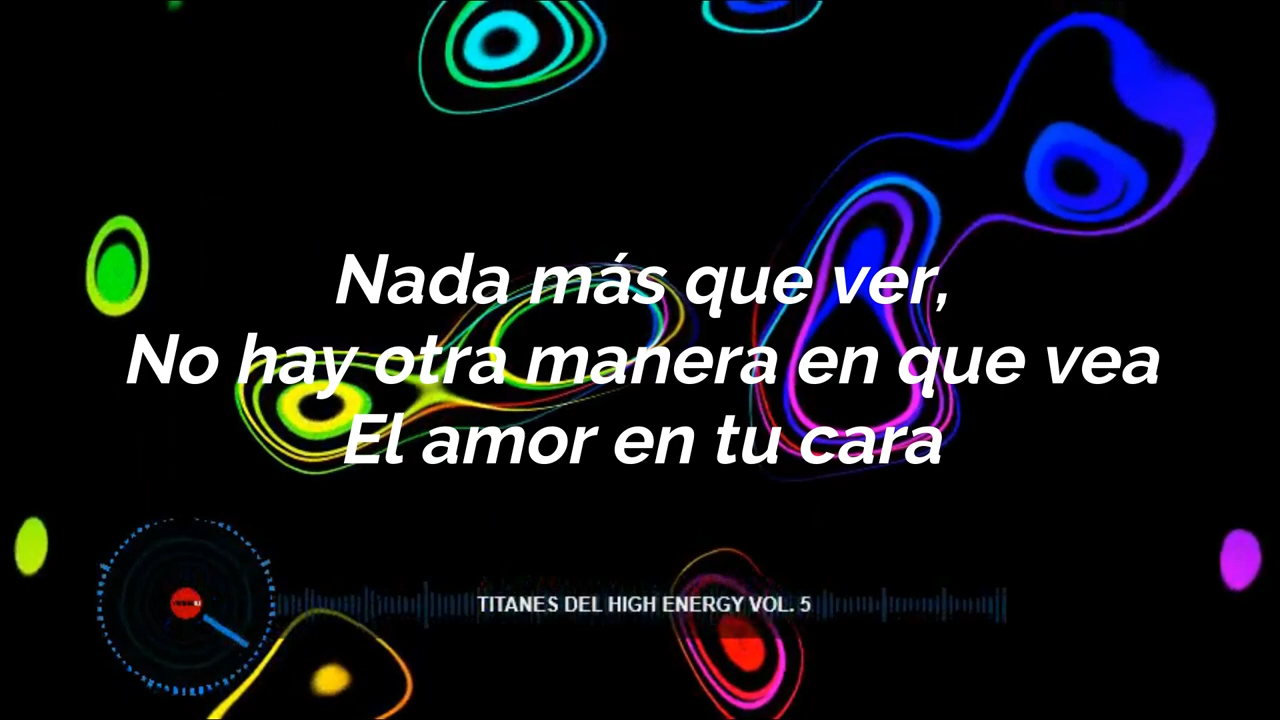 Nada más que ver,
No hay otra manera en que vea
El amor en tu cara
TITANES DEL HIGH ENERGY VOL. 5